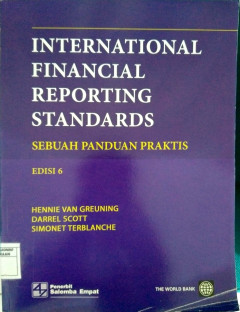 INTERNATIONAL
FINANCIAL
REPORTING
STANDARDS
SEBUAH PANDUAN PRAKTIS
EDISI 6
HENNIE VAN GREUNING
DARREL SCOTT
SIMONET TERBLANCHE
Penerbit
Salemba Empat
THE WORLD BANK